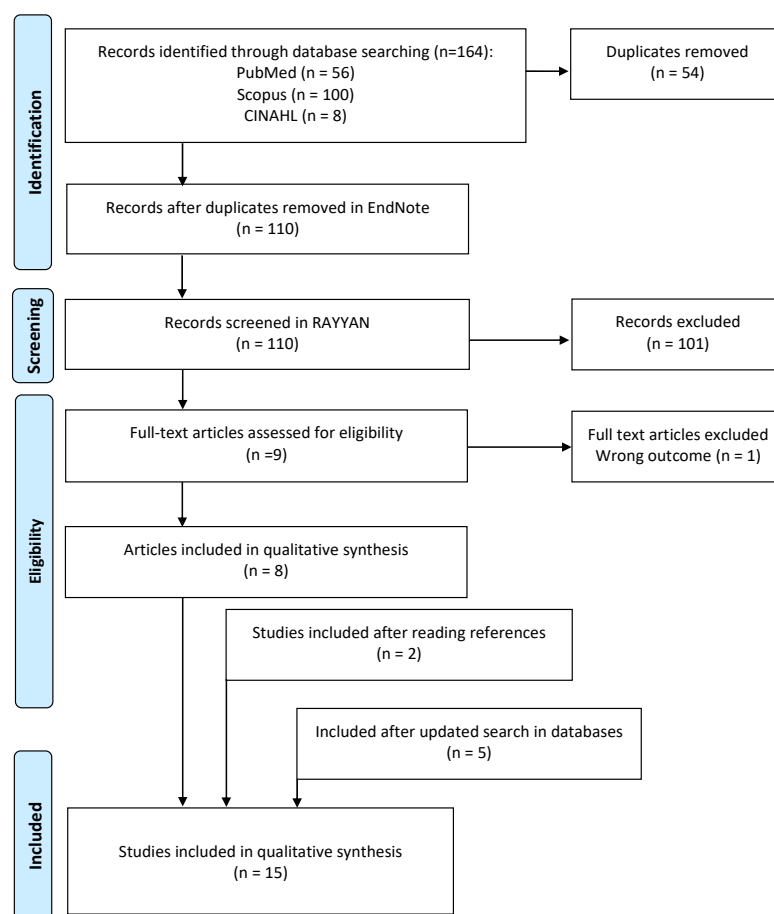 Identification
Records identified through database searching (n=164):
PubMed (n = 56)
Scopus (n = 100)
CINAHL (n = 8)
Duplicates removed
(n = 54)
Records after duplicates removed in EndNote
(n = 110)
Screening
Records screened in RAYYAN
(n = 110)
Records excluded
(n = 101)
Eligibility
Full-text articles assessed for eligibility
(n =9)
Full text articles excluded
Wrong outcome (n = 1)
Articles included in qualitative synthesis
(n = 8)
Studies included after reading references
(n = 2)
Included after updated search in databases
(n = 5)
Included
Studies included in qualitative synthesis
(n = 15)